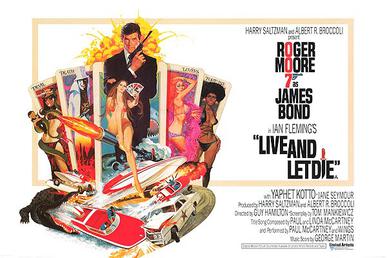 HARRY SALTZMAN and ALBERT R. BROCCOLI
present
ROGER
MOORE
as
JAMES
BOND
in
IAN FLEMING'S
"LIVE AND
LET DIE"
with YAPHET KOTTO · JANE SEYMOUR
Produced by HARRY SALTZMAN and ALBERT R. BROCCOLI
Directed by GUY HAMILTON · Screenplay by TOM MANKIEWICZ
Title Song Composed by PAUL and LINDA McCARTNEY
and Performed by PAUL McCARTNEY and WINGS
Music Score by GEORGE MARTIN
United Artists
DEATH